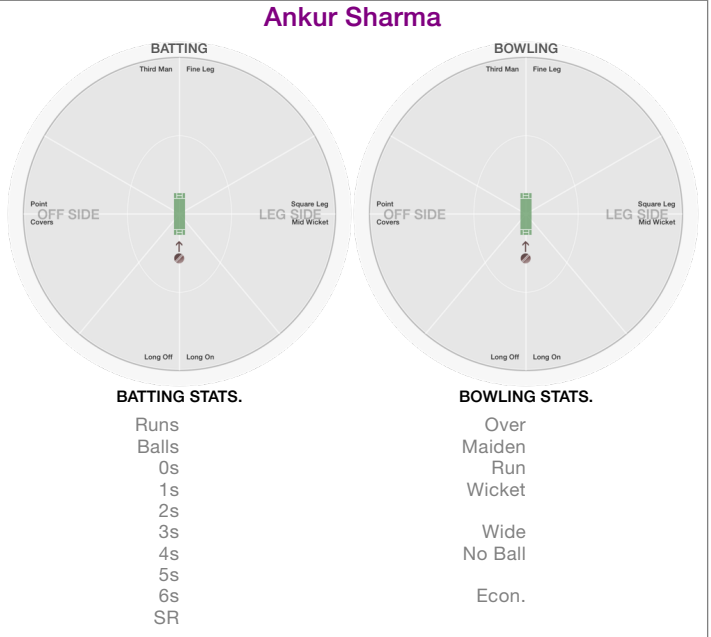 Ankur Sharma
BATTING
BOWLING
Third Man Fine Leg
Third Man Fine Leg
Point
Square Leg
OFF SIDE
LEG SIDE
Covers
Mid Wicket
Point
Square Leg
OFF SIDE
LEG SIDE
Covers
Mid Wicket
Long Off Long On
Long Off Long On
BATTING STATS.
Runs
Balls
0s
1s
2s
3s
4s
5s
6s
SR
BOWLING STATS.
Over
Maiden
Run
Wicket
Wide
No Ball
Econ.